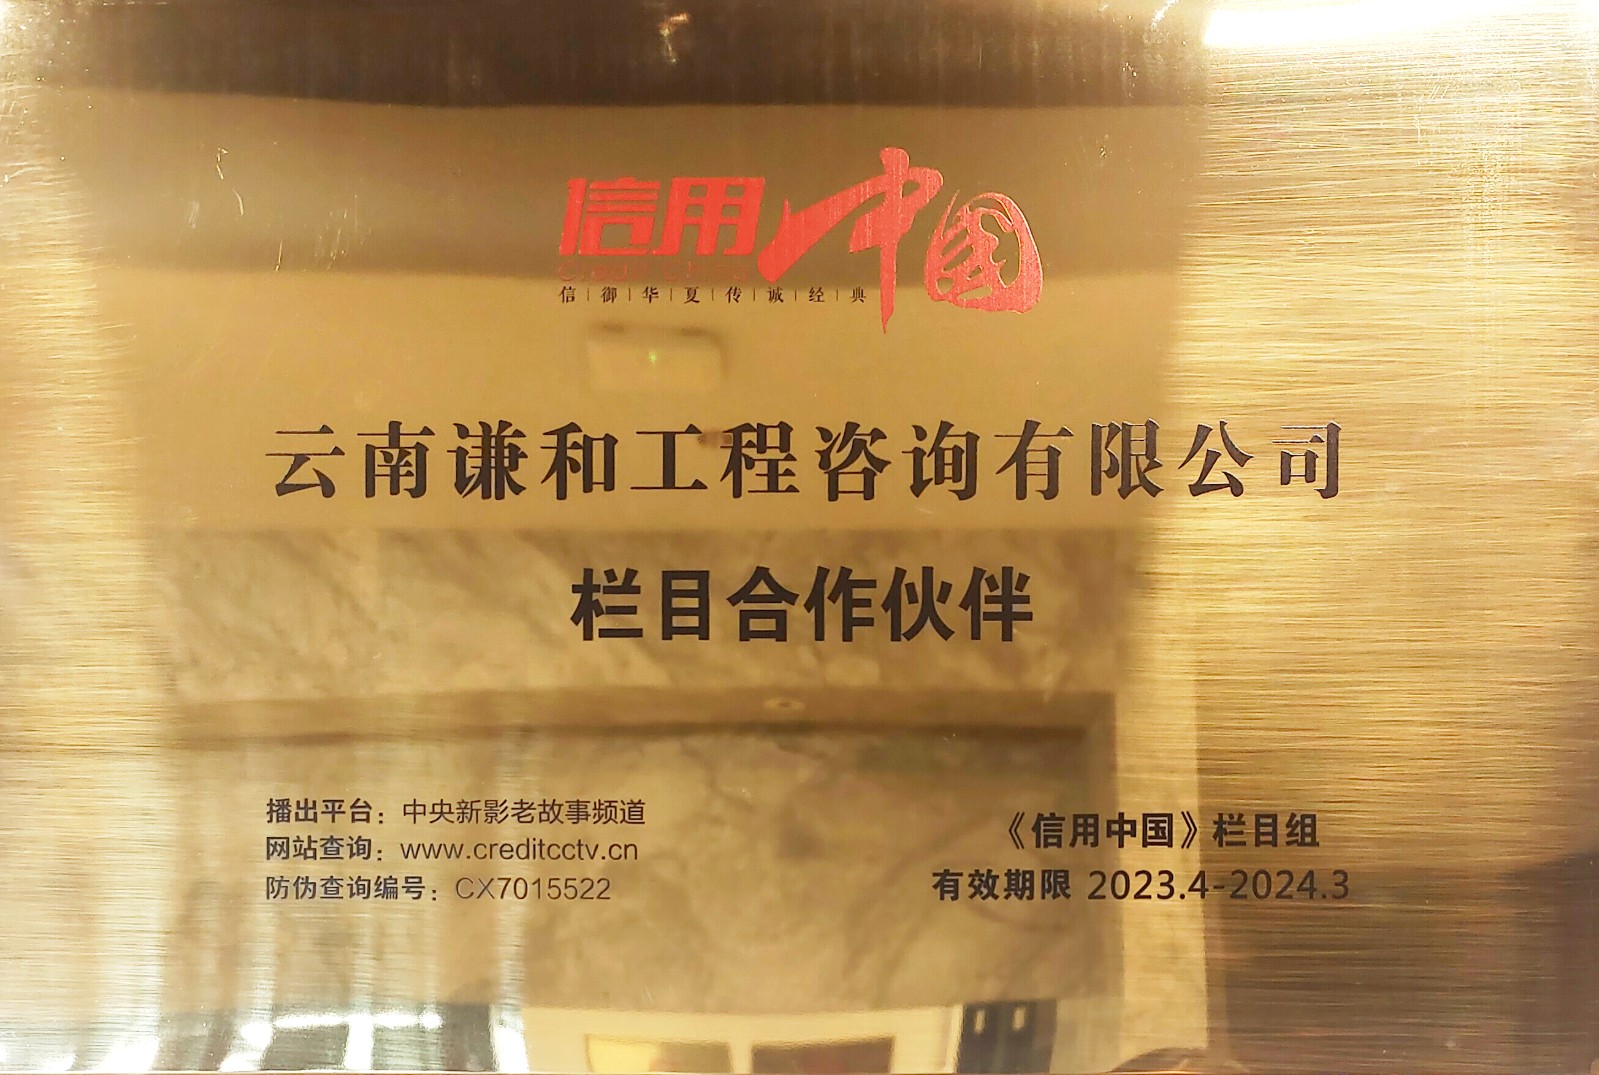 信用中国
Credit China
信|御|华|夏|传|诚|经|典
云南谦和工程咨询有限公司
栏目合作伙伴
播出平台：中央新影老故事频道
网站查询：www.creditcctv.cn
防伪查询编号：CX7015522
《信用中国》栏目组
有效期限 2023.4-2024.3